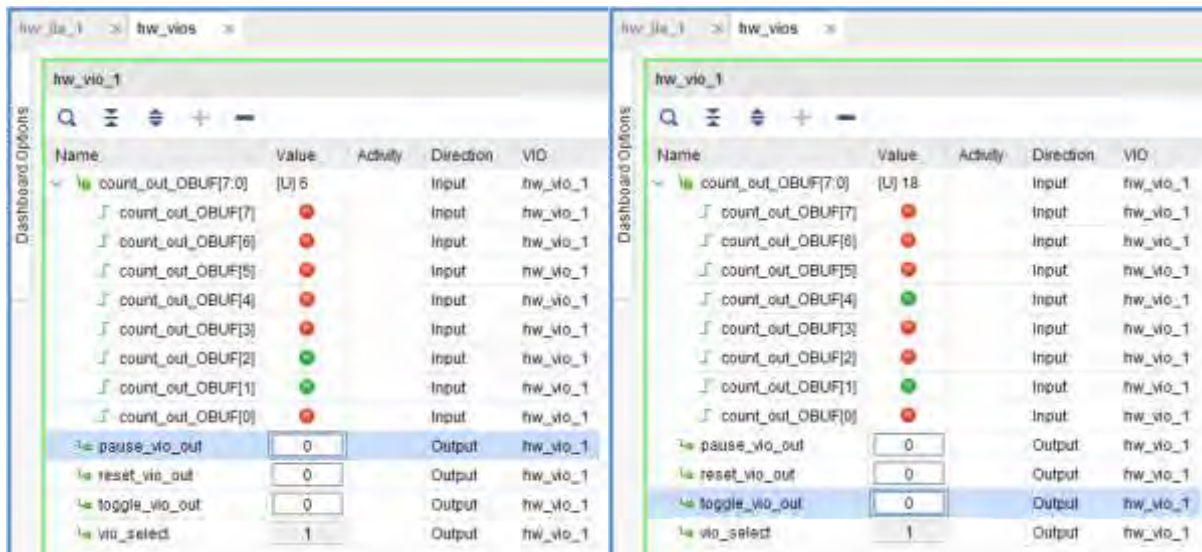 hw_ila_1 hw_vios
hw_vio_1
Dashboard Options
Name Value Activity Direction VIO
count_out_OBUF[7:0] [U] 6 Input hw_vio_1
count_out_OBUF[7] Input hw_vio_1
count_out_OBUF[6] Input hw_vio_1
count_out_OBUF[5] Input hw_vio_1
count_out_OBUF[4] Input hw_vio_1
count_out_OBUF[3] Input hw_vio_1
count_out_OBUF[2] Input hw_vio_1
count_out_OBUF[1] Input hw_vio_1
count_out_OBUF[0] Input hw_vio_1
pause_vio_out 0 Output hw_vio_1
reset_vio_out 0 Output hw_vio_1
toggle_vio_out 0 Output hw_vio_1
vio_select 1 Output hw_vio_1
hw_ila_1 hw_vios
hw_vio_1
Dashboard Options
Name Value Activity Direction VIO
count_out_OBUF[7:0] [U] 18 Input hw_vio_1
count_out_OBUF[7] Input hw_vio_1
count_out_OBUF[6] Input hw_vio_1
count_out_OBUF[5] Input hw_vio_1
count_out_OBUF[4] Input hw_vio_1
count_out_OBUF[3] Input hw_vio_1
count_out_OBUF[2] Input hw_vio_1
count_out_OBUF[1] Input hw_vio_1
count_out_OBUF[0] Input hw_vio_1
pause_vio_out 0 Output hw_vio_1
reset_vio_out 0 Output hw_vio_1
toggle_vio_out 0 Output hw_vio_1
vio_select 1 Output hw_vio_1